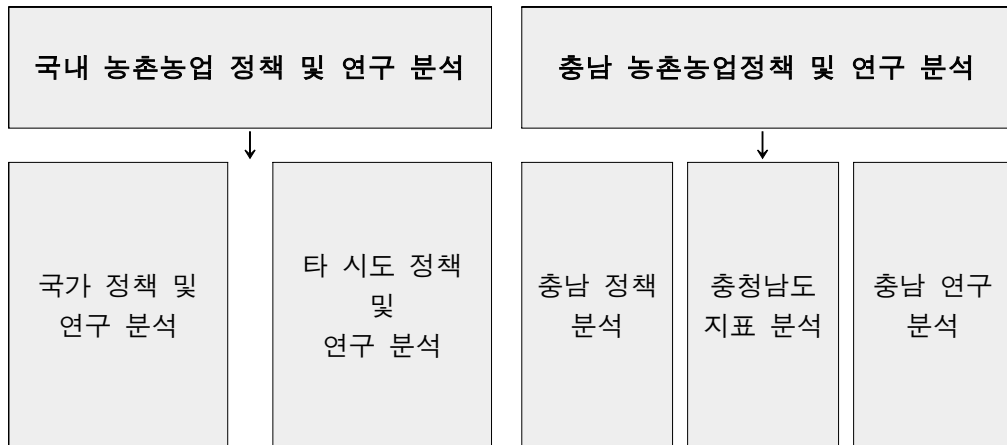 국내 농촌농업 정책 및 연구 분석
충남 농촌농업정책 및 연구 분석
국가 정책 및
연구 분석
타 시도 정책
및
연구 분석
충남 정책
분석
충청남도
지표 분석
충남 연구
분석